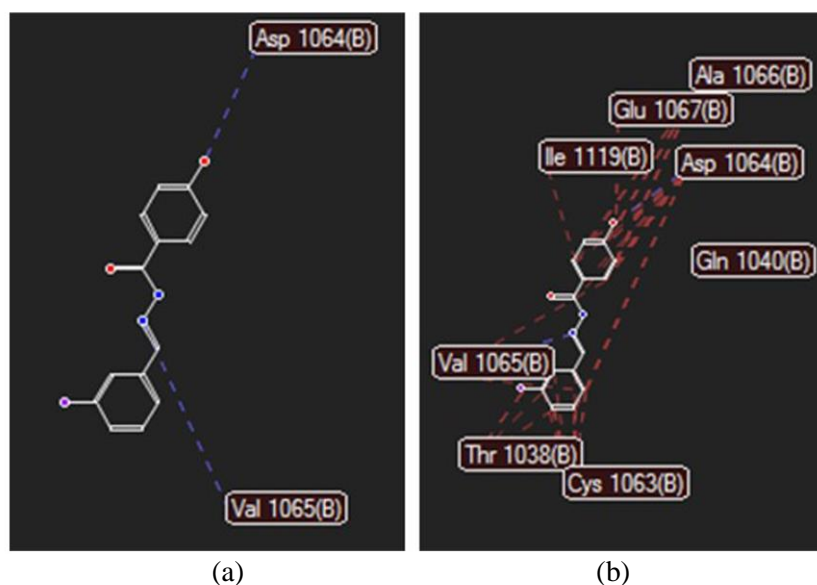 Asp 1064(B)
Val 1065(B)
(a)
Ala 1066(B)
Glu 1067(B)
Ile 1119(B)
Asp 1064(B)
Gln 1040(B)
Val 1065(B)
Thr 1038(B)
Cys 1063(B)
(b)